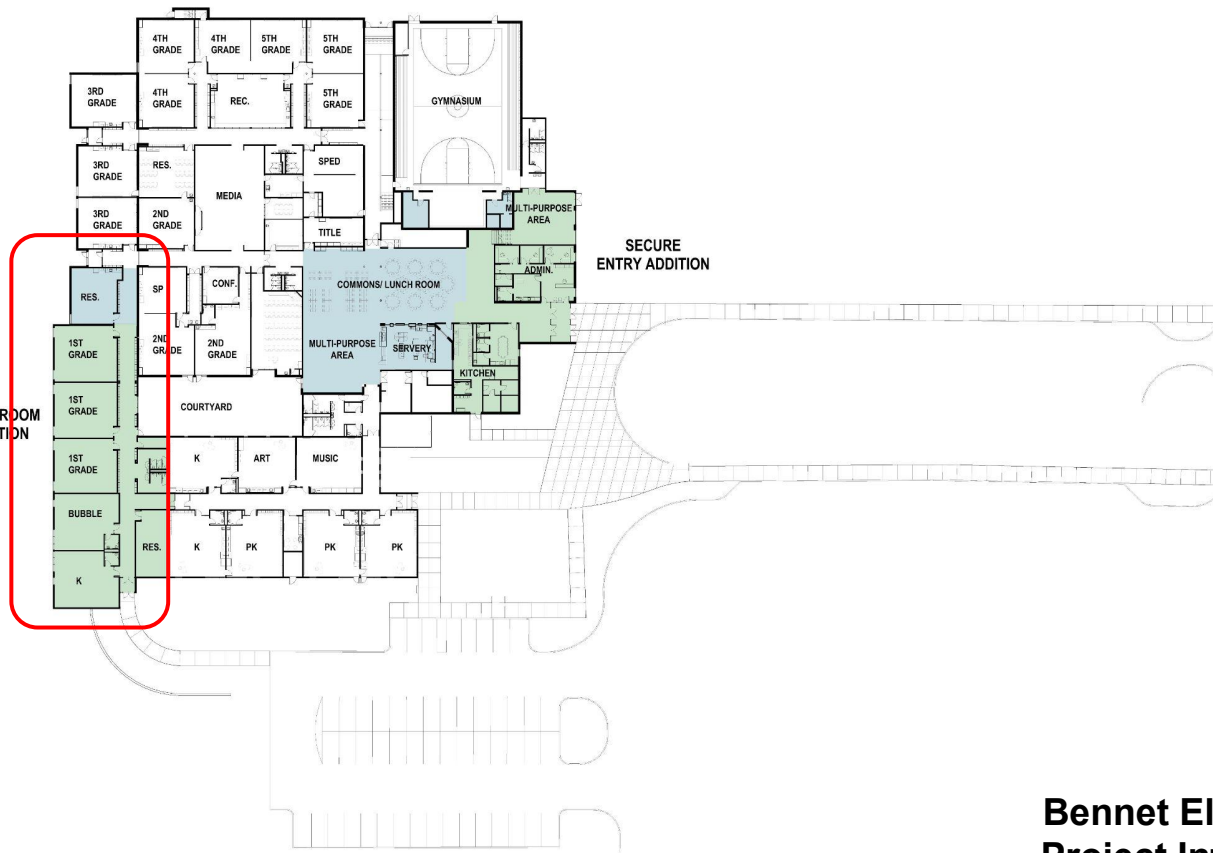 4TH
GRADE
4TH
GRADE
5TH
GRADE
5TH
GRADE
3RD
GRADE
4TH
GRADE
REC.
5TH
GRADE
GYMNASIUM
3RD
GRADE
RES.
MEDIA
SPED
3RD
GRADE
2ND
GRADE
TITLE
MULTI-PURPOSE
AREA
SECURE
ENTRY ADDITION
ADMIN.
RES.
SP
CONF.
COMMONS/ LUNCH ROOM
1ST
GRADE
2ND
GRADE
2ND
GRADE
MULTI-PURPOSE
AREA
SERVERY
KITCHEN
1ST
GRADE
COURTYARD
ROOM
TION
1ST
GRADE
K
ART
MUSIC
BUBBLE
RES.
K
PK
PK
PK
K
Bennet El